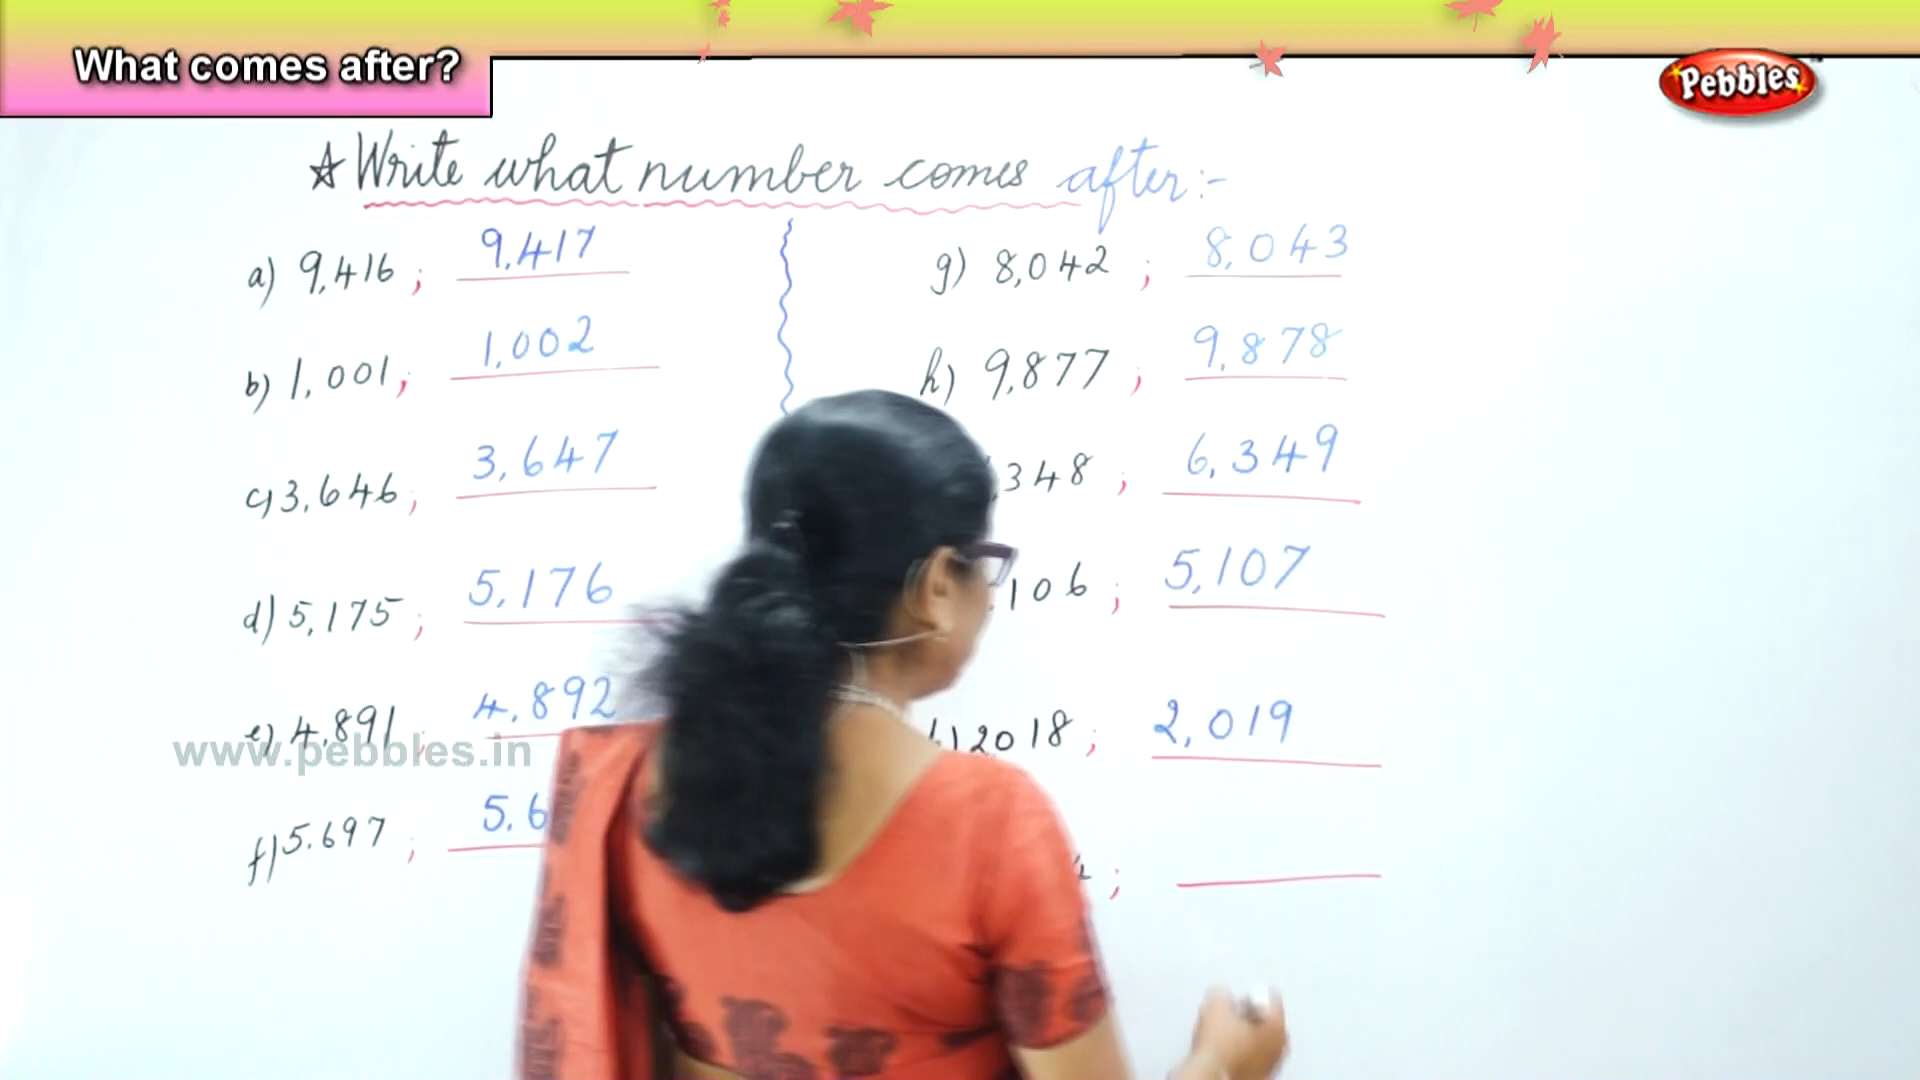 What comes after?
Pebbles
☆ Write what number comes after:-
a) 9,416 ; 9,417
b) 1,001 ; 1,002
c) 3,646 ; 3,647
d) 5,175 ; 5,176
e) 4,891 ; 4,892
f) 5.697 ; 5.6
g) 8,042 ; 8,043
h) 9,877 ; 9,878
348 ; 6,349
106 ; 5,107
2018 ; 2,019
;
www.pebbles.in